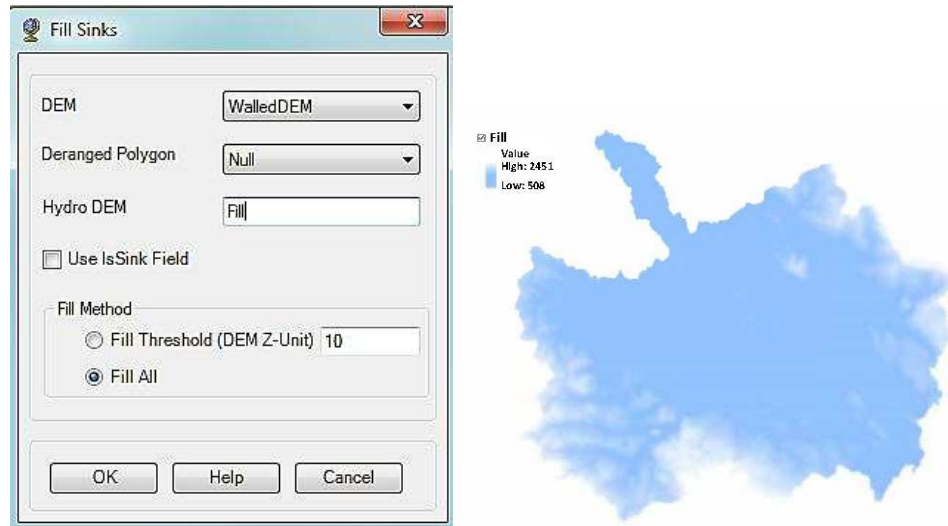 Fill Sinks
DEM
WalledDEM
Deranged Polygon
Null
Hydro DEM
Fill
Use IsSink Field
Fill Method
Fill Threshold (DEM Z-Unit) 10
Fill All
OK Help Cancel
Fill
Value
High: 2451
Low: 508